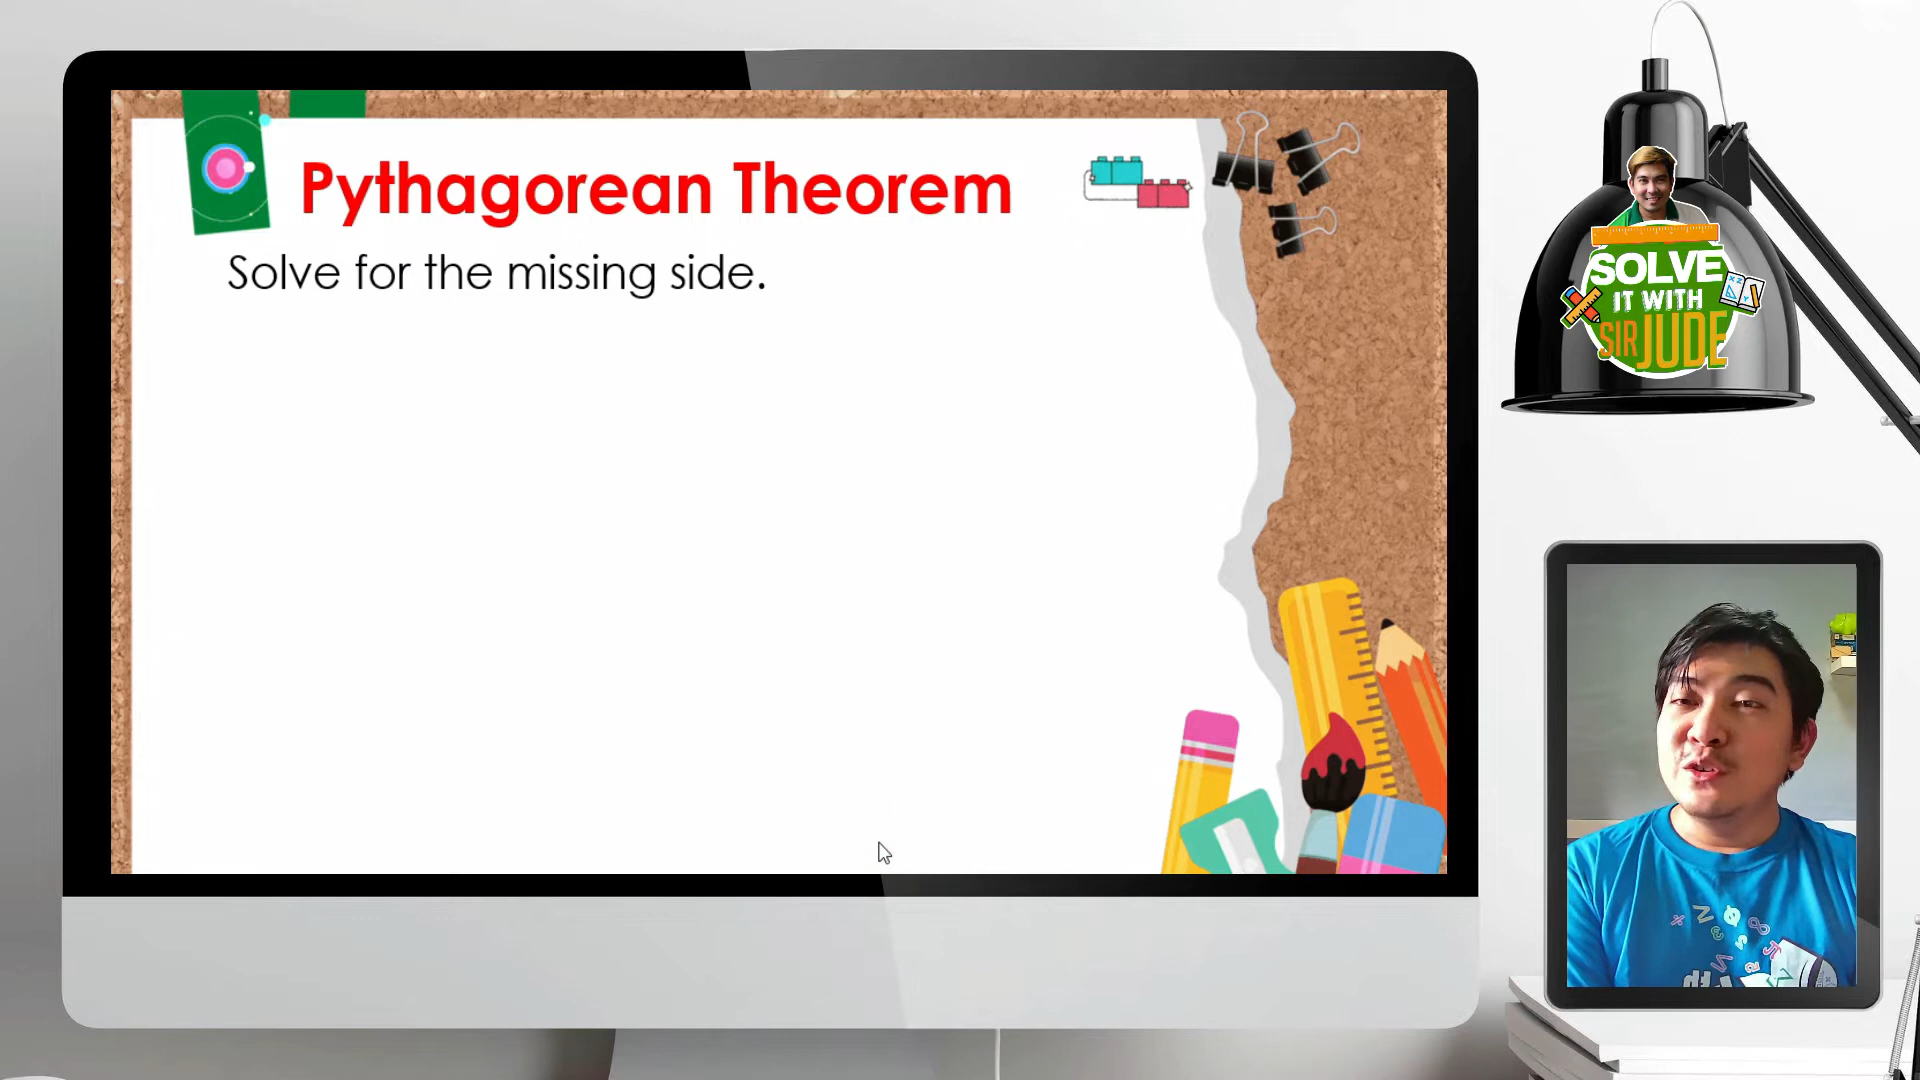 Pythagorean Theorem
Solve for the missing side.
SOLVE
IT WITH
SIR JUDE